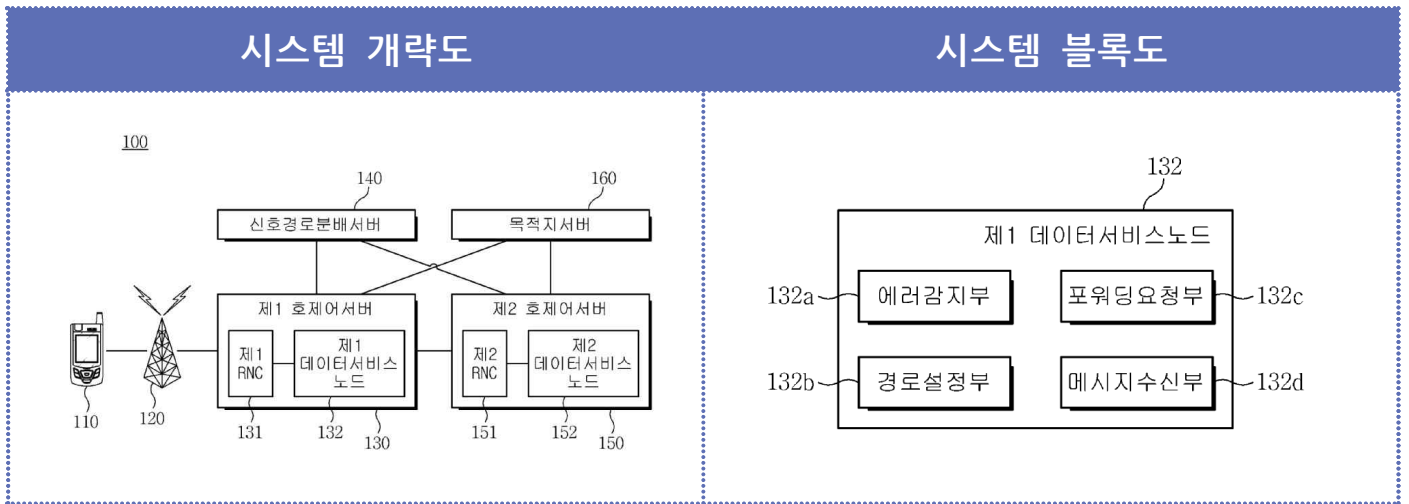 시스템 개략도
시스템 블록도
100
140
160
신호경로분배서버
목적지서버
제1 호제어서버
제2 호제어서버
제1
RNC
제1
데이터서비스
노드
제2
RNC
제2
데이터서비스
노드
110
120
131
132
130
151
152
150
132
제1 데이터서비스노드
132a
에러감지부
포워딩요청부
132c
132b
경로설정부
메시지수신부
132d